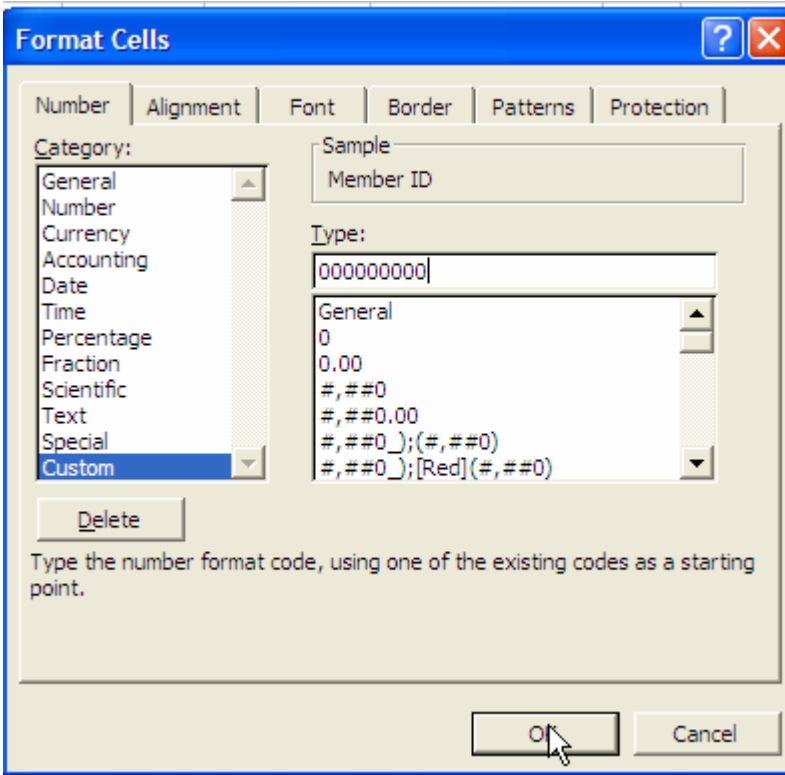 Format Cells
Number Alignment Font Border Patterns Protection
Category:
General
Number
Currency
Accounting
Date
Time
Percentage
Fraction
Scientific
Text
Special
Custom
Sample
Member ID
Type:
000000000
General
0
0.00
#,##0
#,##0.00
#,##0_);(#,##0)
#,##0_);[Red](#,##0)
Delete
Type the number format code, using one of the existing codes as a starting
point.
OK Cancel